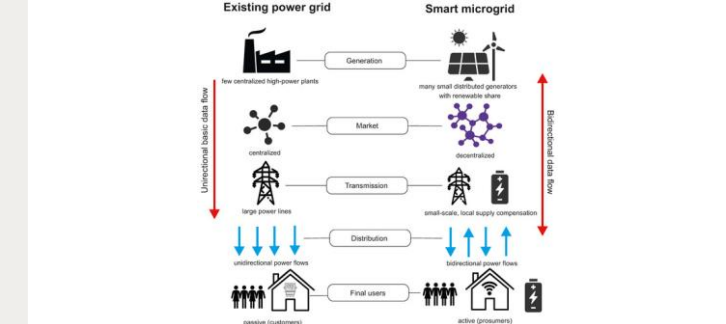 Existing power grid
Smart microgrid
Generation
few centralized high-power plants
many small distributed generators
with renewable share
Unirectional basic data flow
Bidirectional data flow
Market
centralized
decentralized
Transmission
large power lines
small-scale, local supply compensation
Distribution
unidirectional power flows
bidirectional power flows
Final users
passive (customers)
active (prosumers)